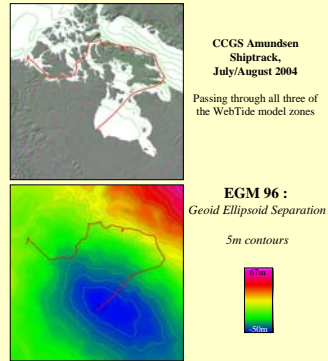 CCGS Amundsen
Shiptrack,
July/August 2004
Passing through all three of
the WebTide model zones
EGM 96 :
Geoid Ellipsoid Separation
5m contours
67m
-50m